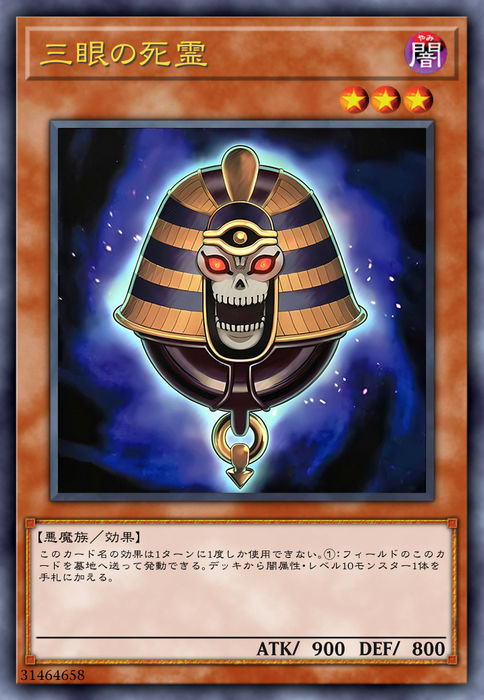 三眼の死霊
やみ
闇
【悪魔族／効果】
このカード名の効果は1ターンに1度しか使用できない。①：フィールドのこのカ
ードを墓地へ送って発動できる。デッキから闇属性・レベル10モンスター1体を
手札に加える。
ATK/ 900 DEF/ 800
31464658